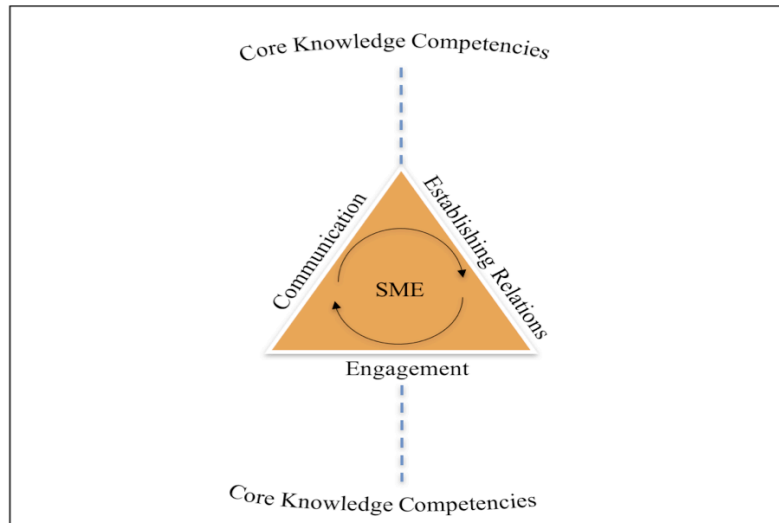 Core Knowledge Competencies
Communication
Establishing Relations
SME
Engagement
Core Knowledge Competencies